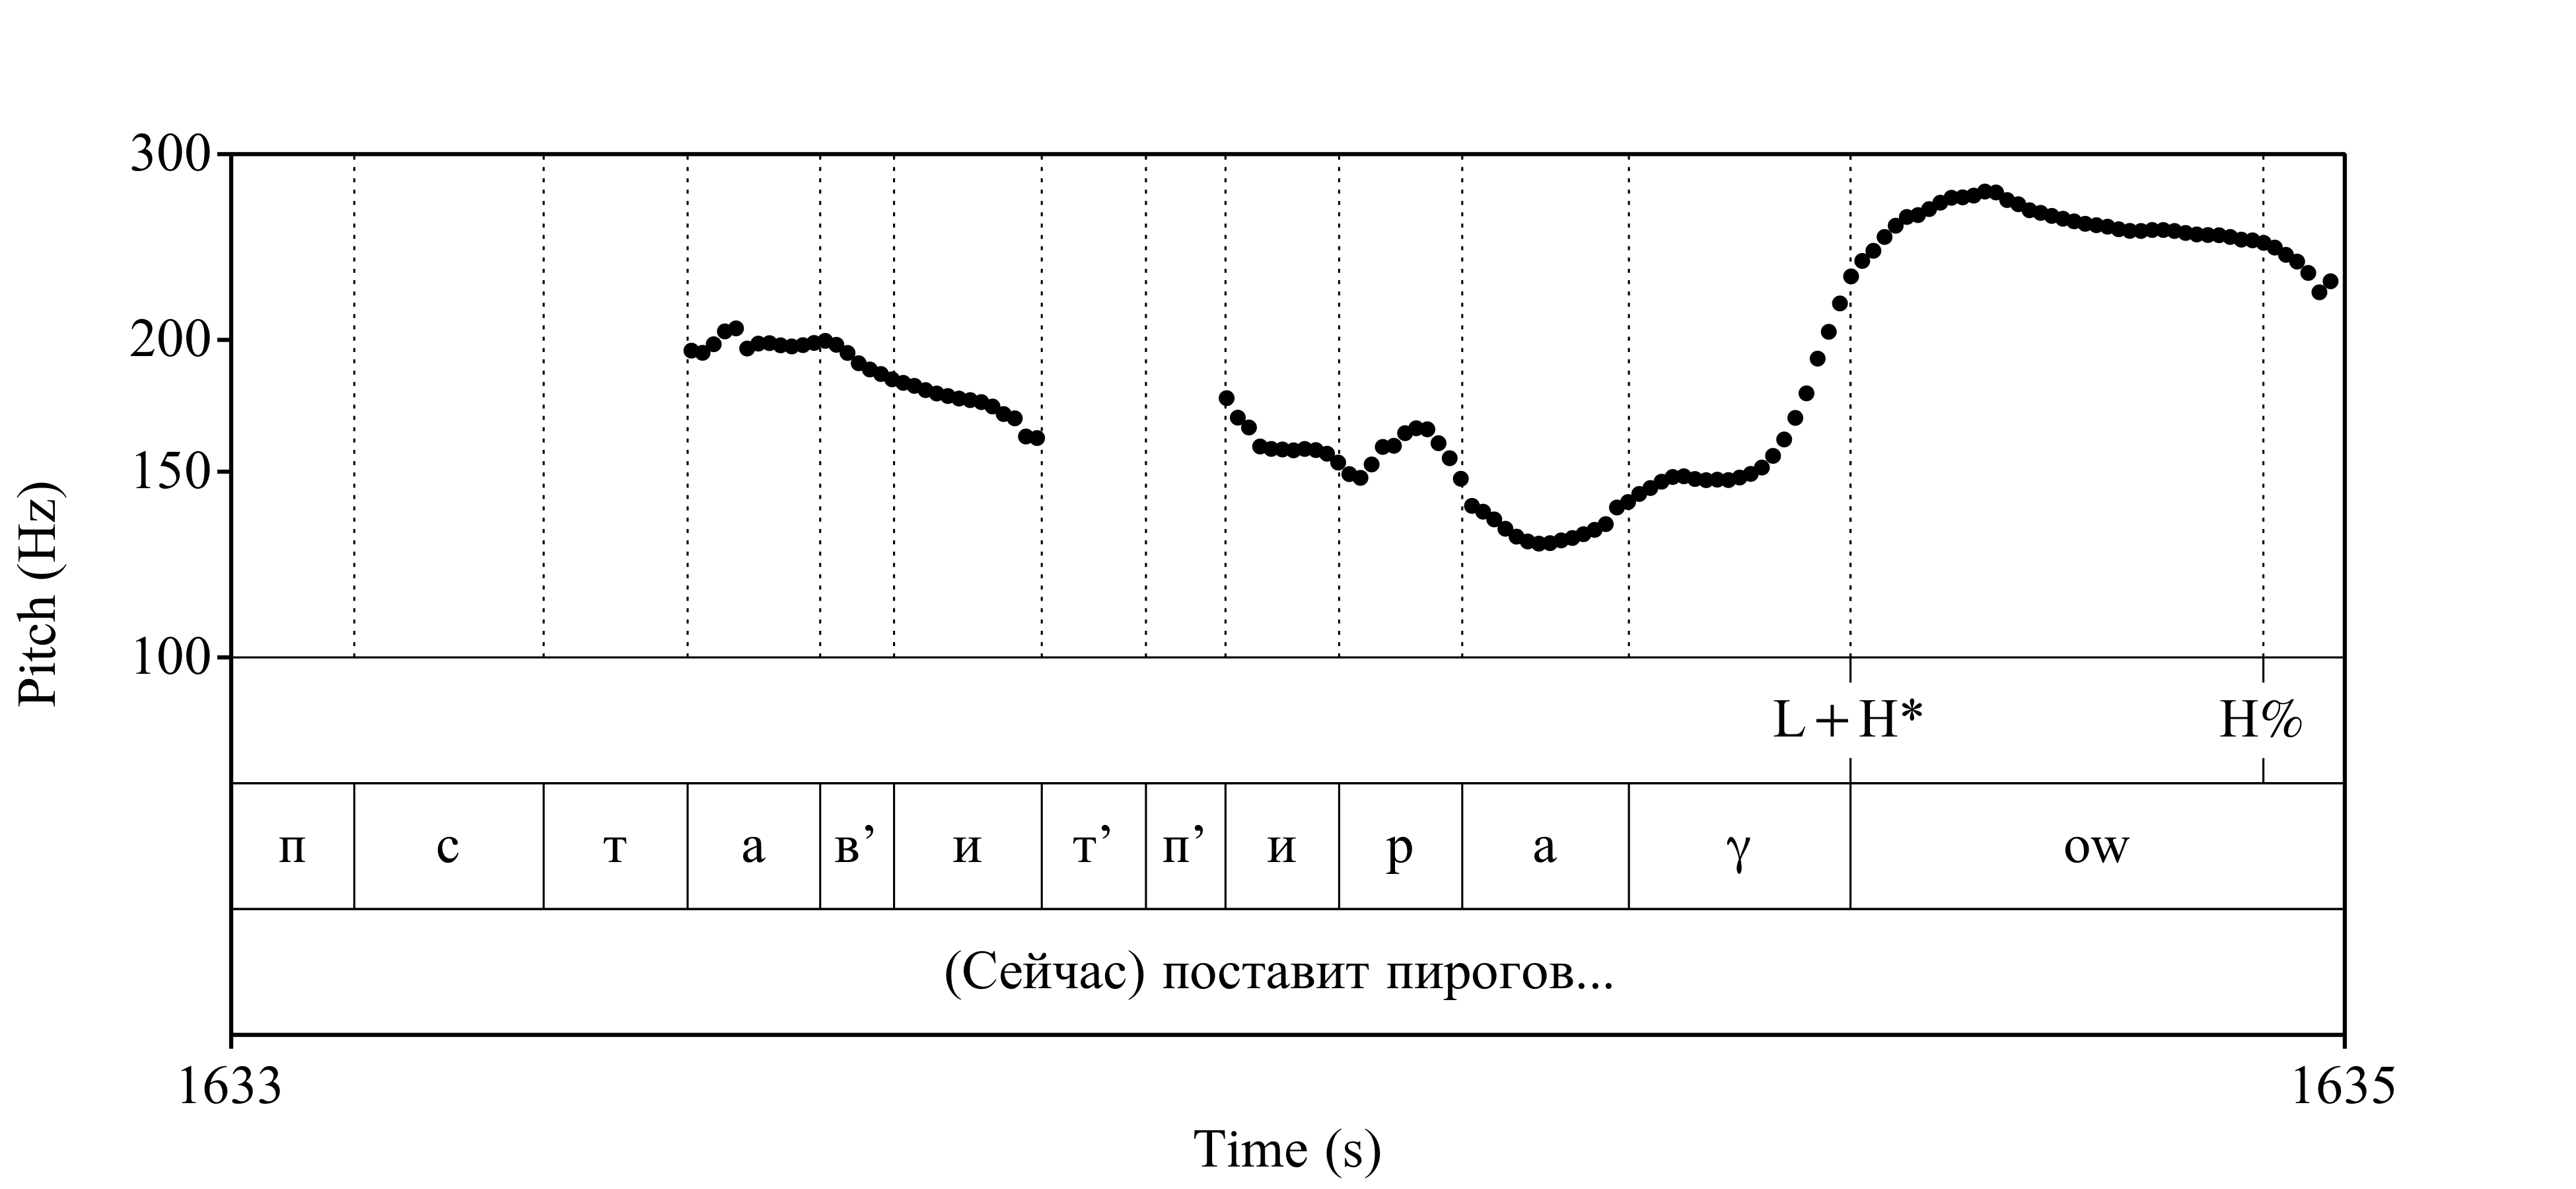 300
200
150
100
Pitch (Hz)
L+H* H%
п с т а в’ и т’ п’ и р а γ ow
(Сейчас) поставит пирогов...
1633 1635
Time (s)